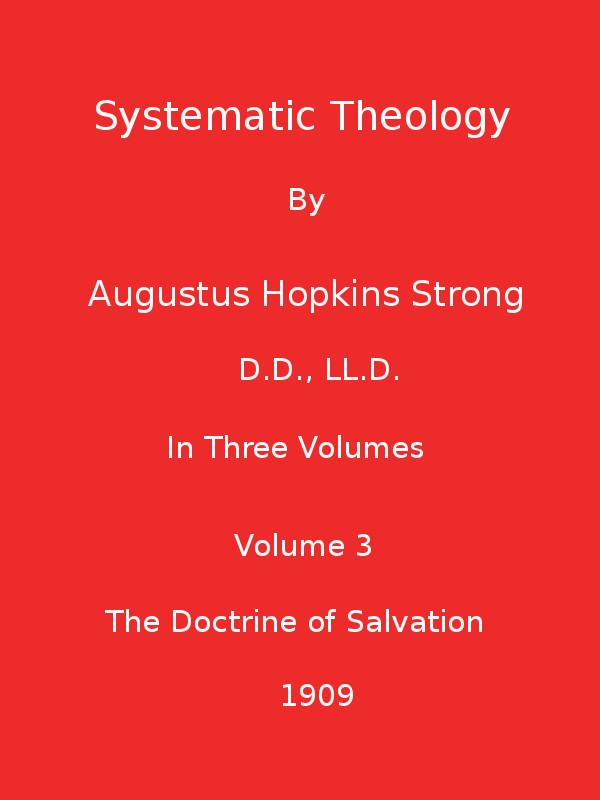 Systematic Theology
By
Augustus Hopkins Strong
D.D., LL.D.
In Three Volumes
Volume 3
The Doctrine of Salvation
1909